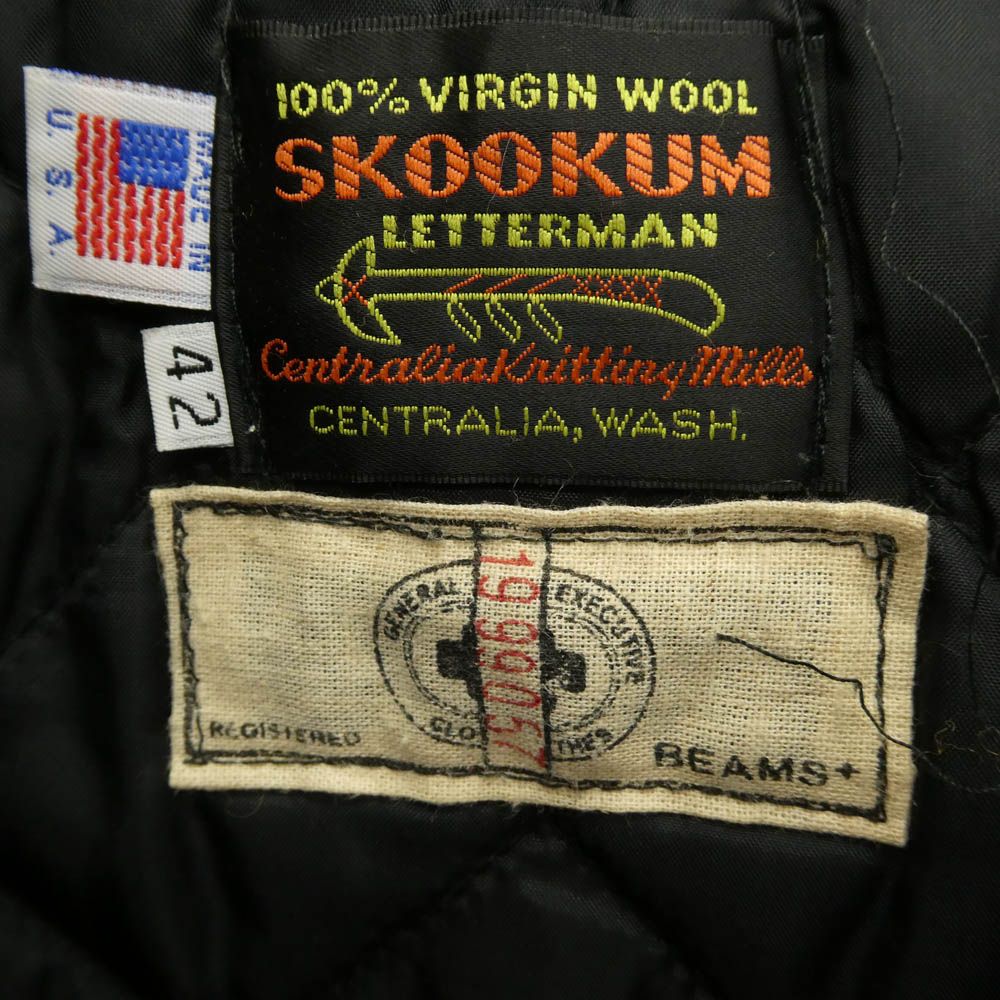 100% VIRGIN WOOL
SKOOKUM
LETTERMAN
Centralia Knitting Mills
CENTRALIA, WASH.
MADE IN
U.S.A.
42
GENERAL EXECUTIVE
CLO THES
1999057
REGISTERED
BEAMS+